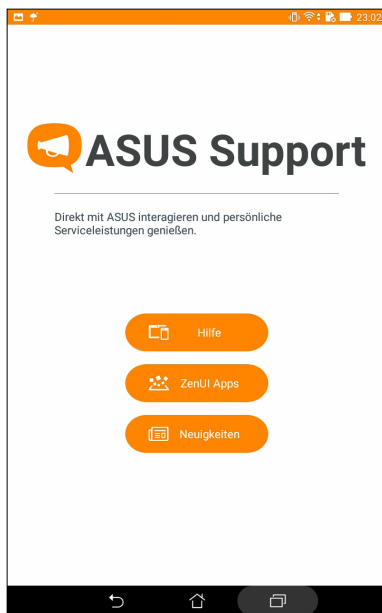 23:02
ASUS Support
Direkt mit ASUS interagieren und persönliche
Serviceleistungen genießen.
Hilfe
ZenUI Apps
Neuigkeiten